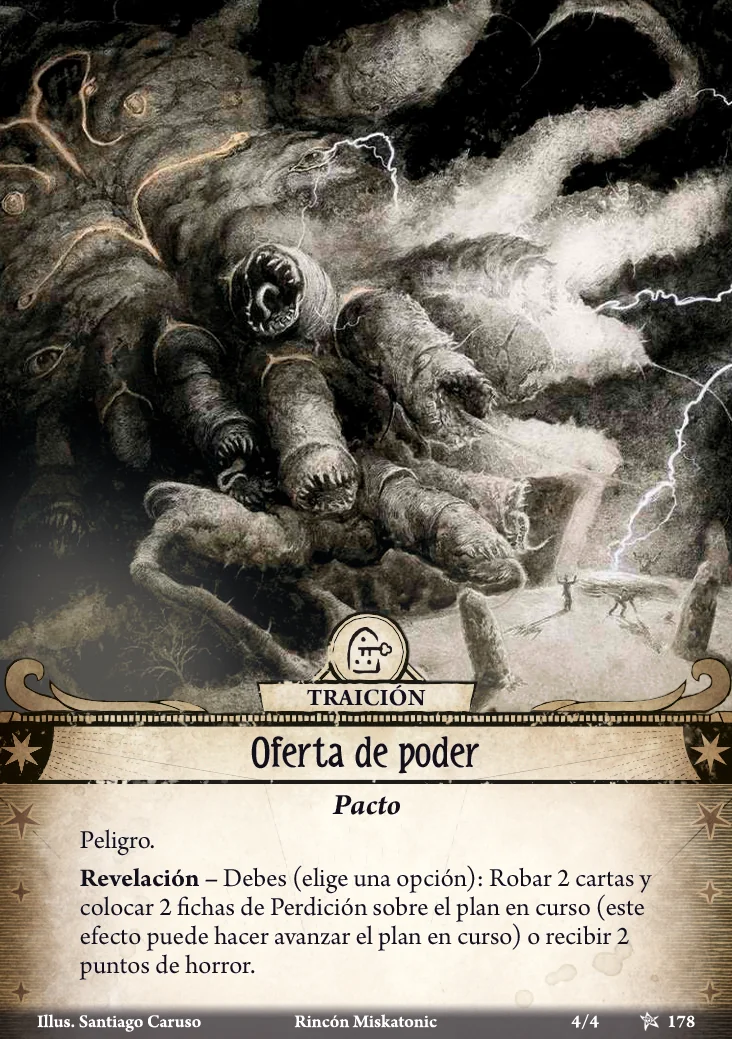 TRAICIÓN
Oferta de poder
Pacto
Peligro.
Revelación – Debes (elige una opción): Robar 2 cartas y
colocar 2 fichas de Perdición sobre el plan en curso (este
efecto puede hacer avanzar el plan en curso) o recibir 2
puntos de horror.
Illus. Santiago Caruso Rincón Miskatonic 4/4 178